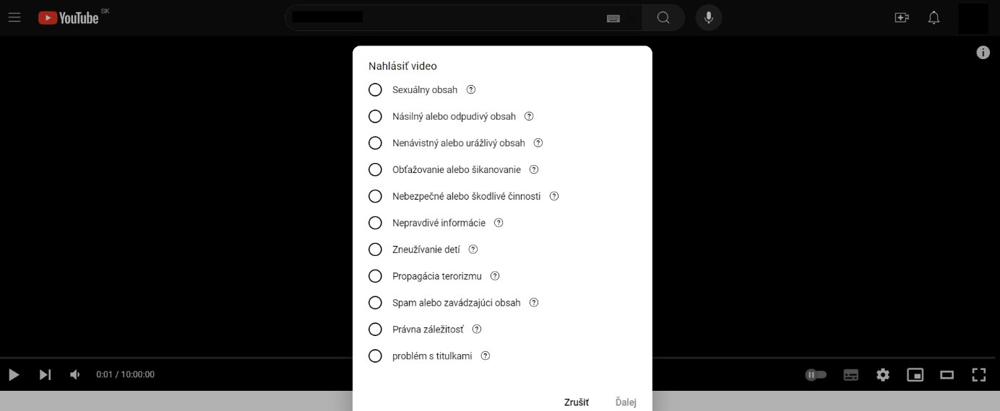 YouTube SK
Nahlásiť video
Sexuálny obsah
Násilný alebo odpudivý obsah
Nenávistný alebo urážlivý obsah
Obťažovanie alebo šikanovanie
Nebezpečné alebo škodlivé činnosti
Nepravdivé informácie
Zneužívanie detí
Propagácia terorizmu
Spam alebo zavádzajúci obsah
Právna záležitosť
problém s titulkami
0:01 / 10:00:00
Zrušiť Ďalej